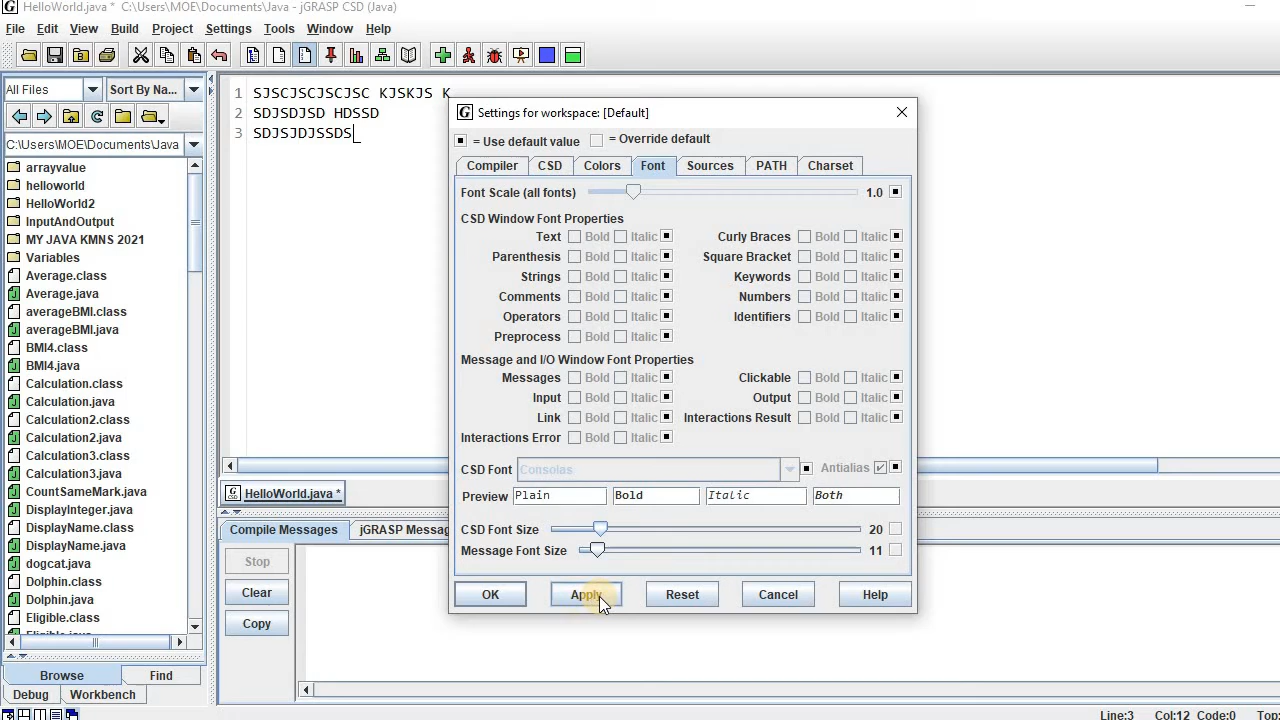 HelloWorld.java * C:\Users\MOE\Documents\Java - jGRASP CSD (Java)
File Edit View Build Project Settings Tools Window Help
All Files Sort By Na...
C:\Users\MOE\Documents\Java
arrayvalue
helloworld
HelloWorld2
InputAndOutput
MY JAVA KMNS 2021
Variables
Average.class
Average.java
averageBMI.class
averageBMI.java
BMI4.class
BMI4.java
Calculation.class
Calculation.java
Calculation2.class
Calculation2.java
Calculation3.class
Calculation3.java
CountSameMark.java
DisplayInteger.java
DisplayName.class
DisplayName.java
dogcat.java
Dolphin.class
Dolphin.java
Eligible.class
Eligible.java
Browse Find
Debug Workbench
1 SJSCJSCJSCJSC KJSKJS K
2 SDJSDJSD HDSSD
3 SDJSJDJSSDS
HelloWorld.java *
Compile Messages jGRASP Messag
Stop
Clear
Copy
Settings for workspace: [Default]
= Use default value = Override default
Compiler CSD Colors Font Sources PATH Charset
Font Scale (all fonts) 1.0
CSD Window Font Properties
Text Bold Italic Curly Braces Bold Italic
Parenthesis Bold Italic Square Bracket Bold Italic
Strings Bold Italic Keywords Bold Italic
Comments Bold Italic Numbers Bold Italic
Operators Bold Italic Identifiers Bold Italic
Preprocess Bold Italic
Message and I/O Window Font Properties
Messages Bold Italic Clickable Bold Italic
Input Bold Italic Output Bold Italic
Link Bold Italic Interactions Result Bold Italic
Interactions Error Bold Italic
CSD Font Consolas Antialias
Preview Plain Bold Italic Both
CSD Font Size 20
Message Font Size 11
OK Apply Reset Cancel Help
Line:3 Col:12 Code:0 Top: